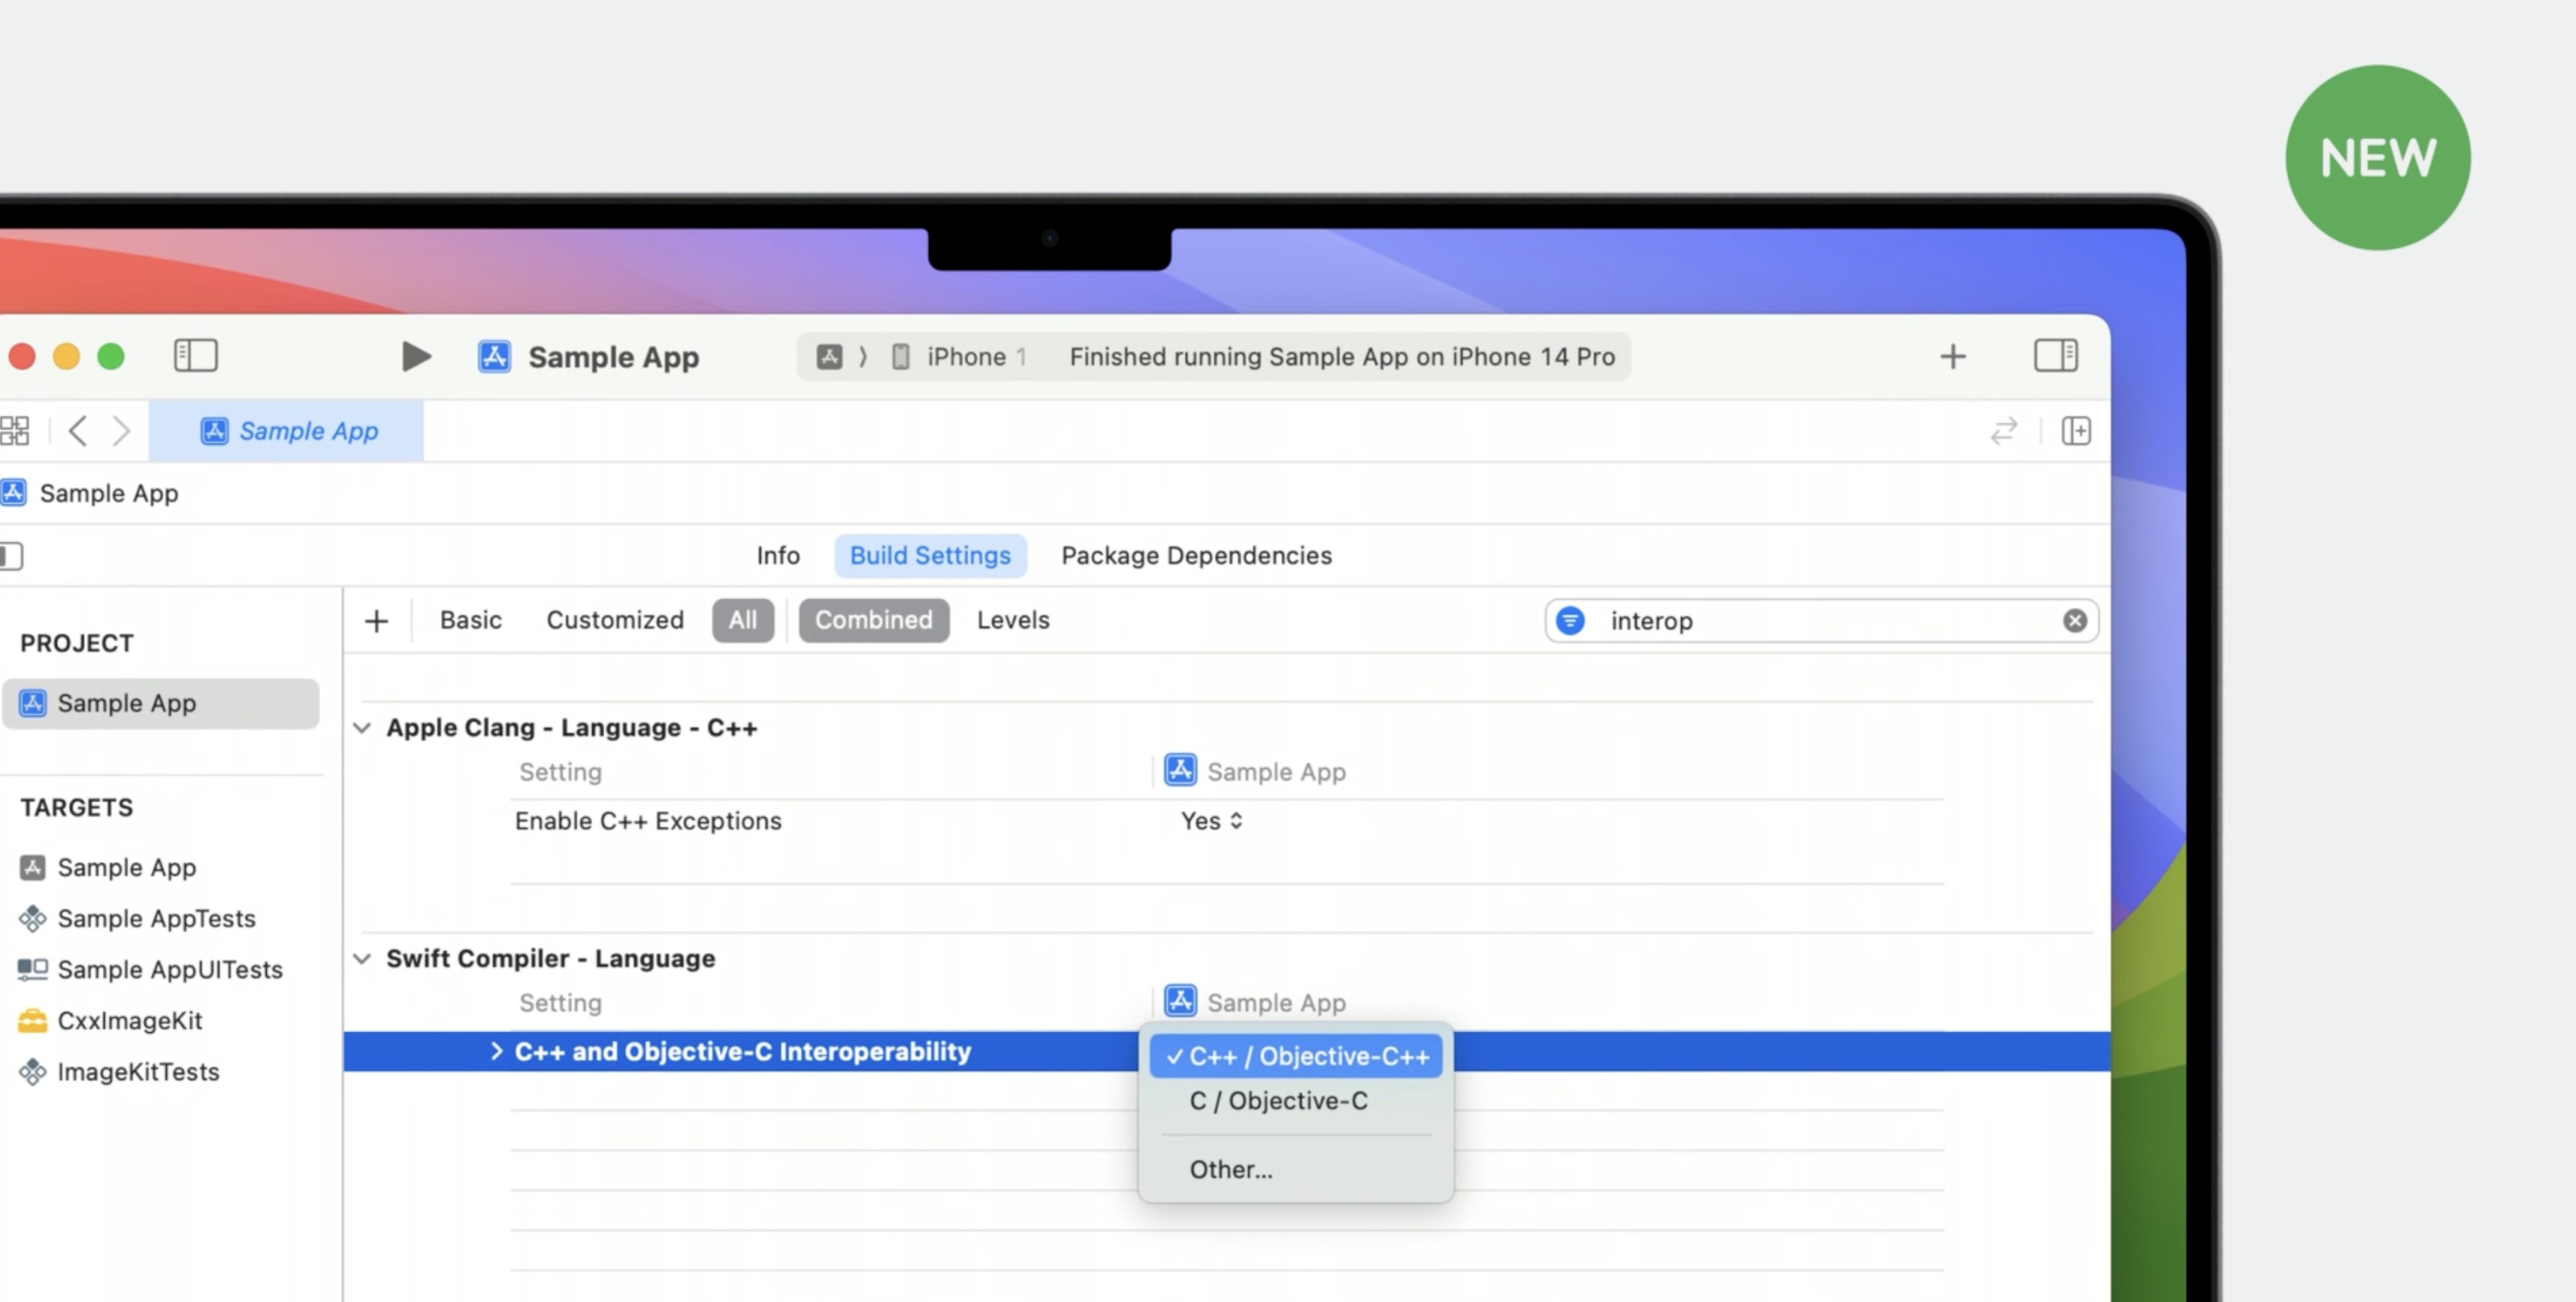 NEW
Sample App
iPhone 1
Finished running Sample App on iPhone 14 Pro
Sample App
Sample App
Info
Build Settings
Package Dependencies
Basic
Customized
All
Combined
Levels
interop
PROJECT
Sample App
TARGETS
Sample App
Sample AppTests
Sample AppUITests
CxxImageKit
ImageKitTests
Apple Clang - Language - C++
Setting
Sample App
Enable C++ Exceptions
Yes
Swift Compiler - Language
Setting
Sample App
C++ and Objective-C Interoperability
C++ / Objective-C++
C / Objective-C
Other...